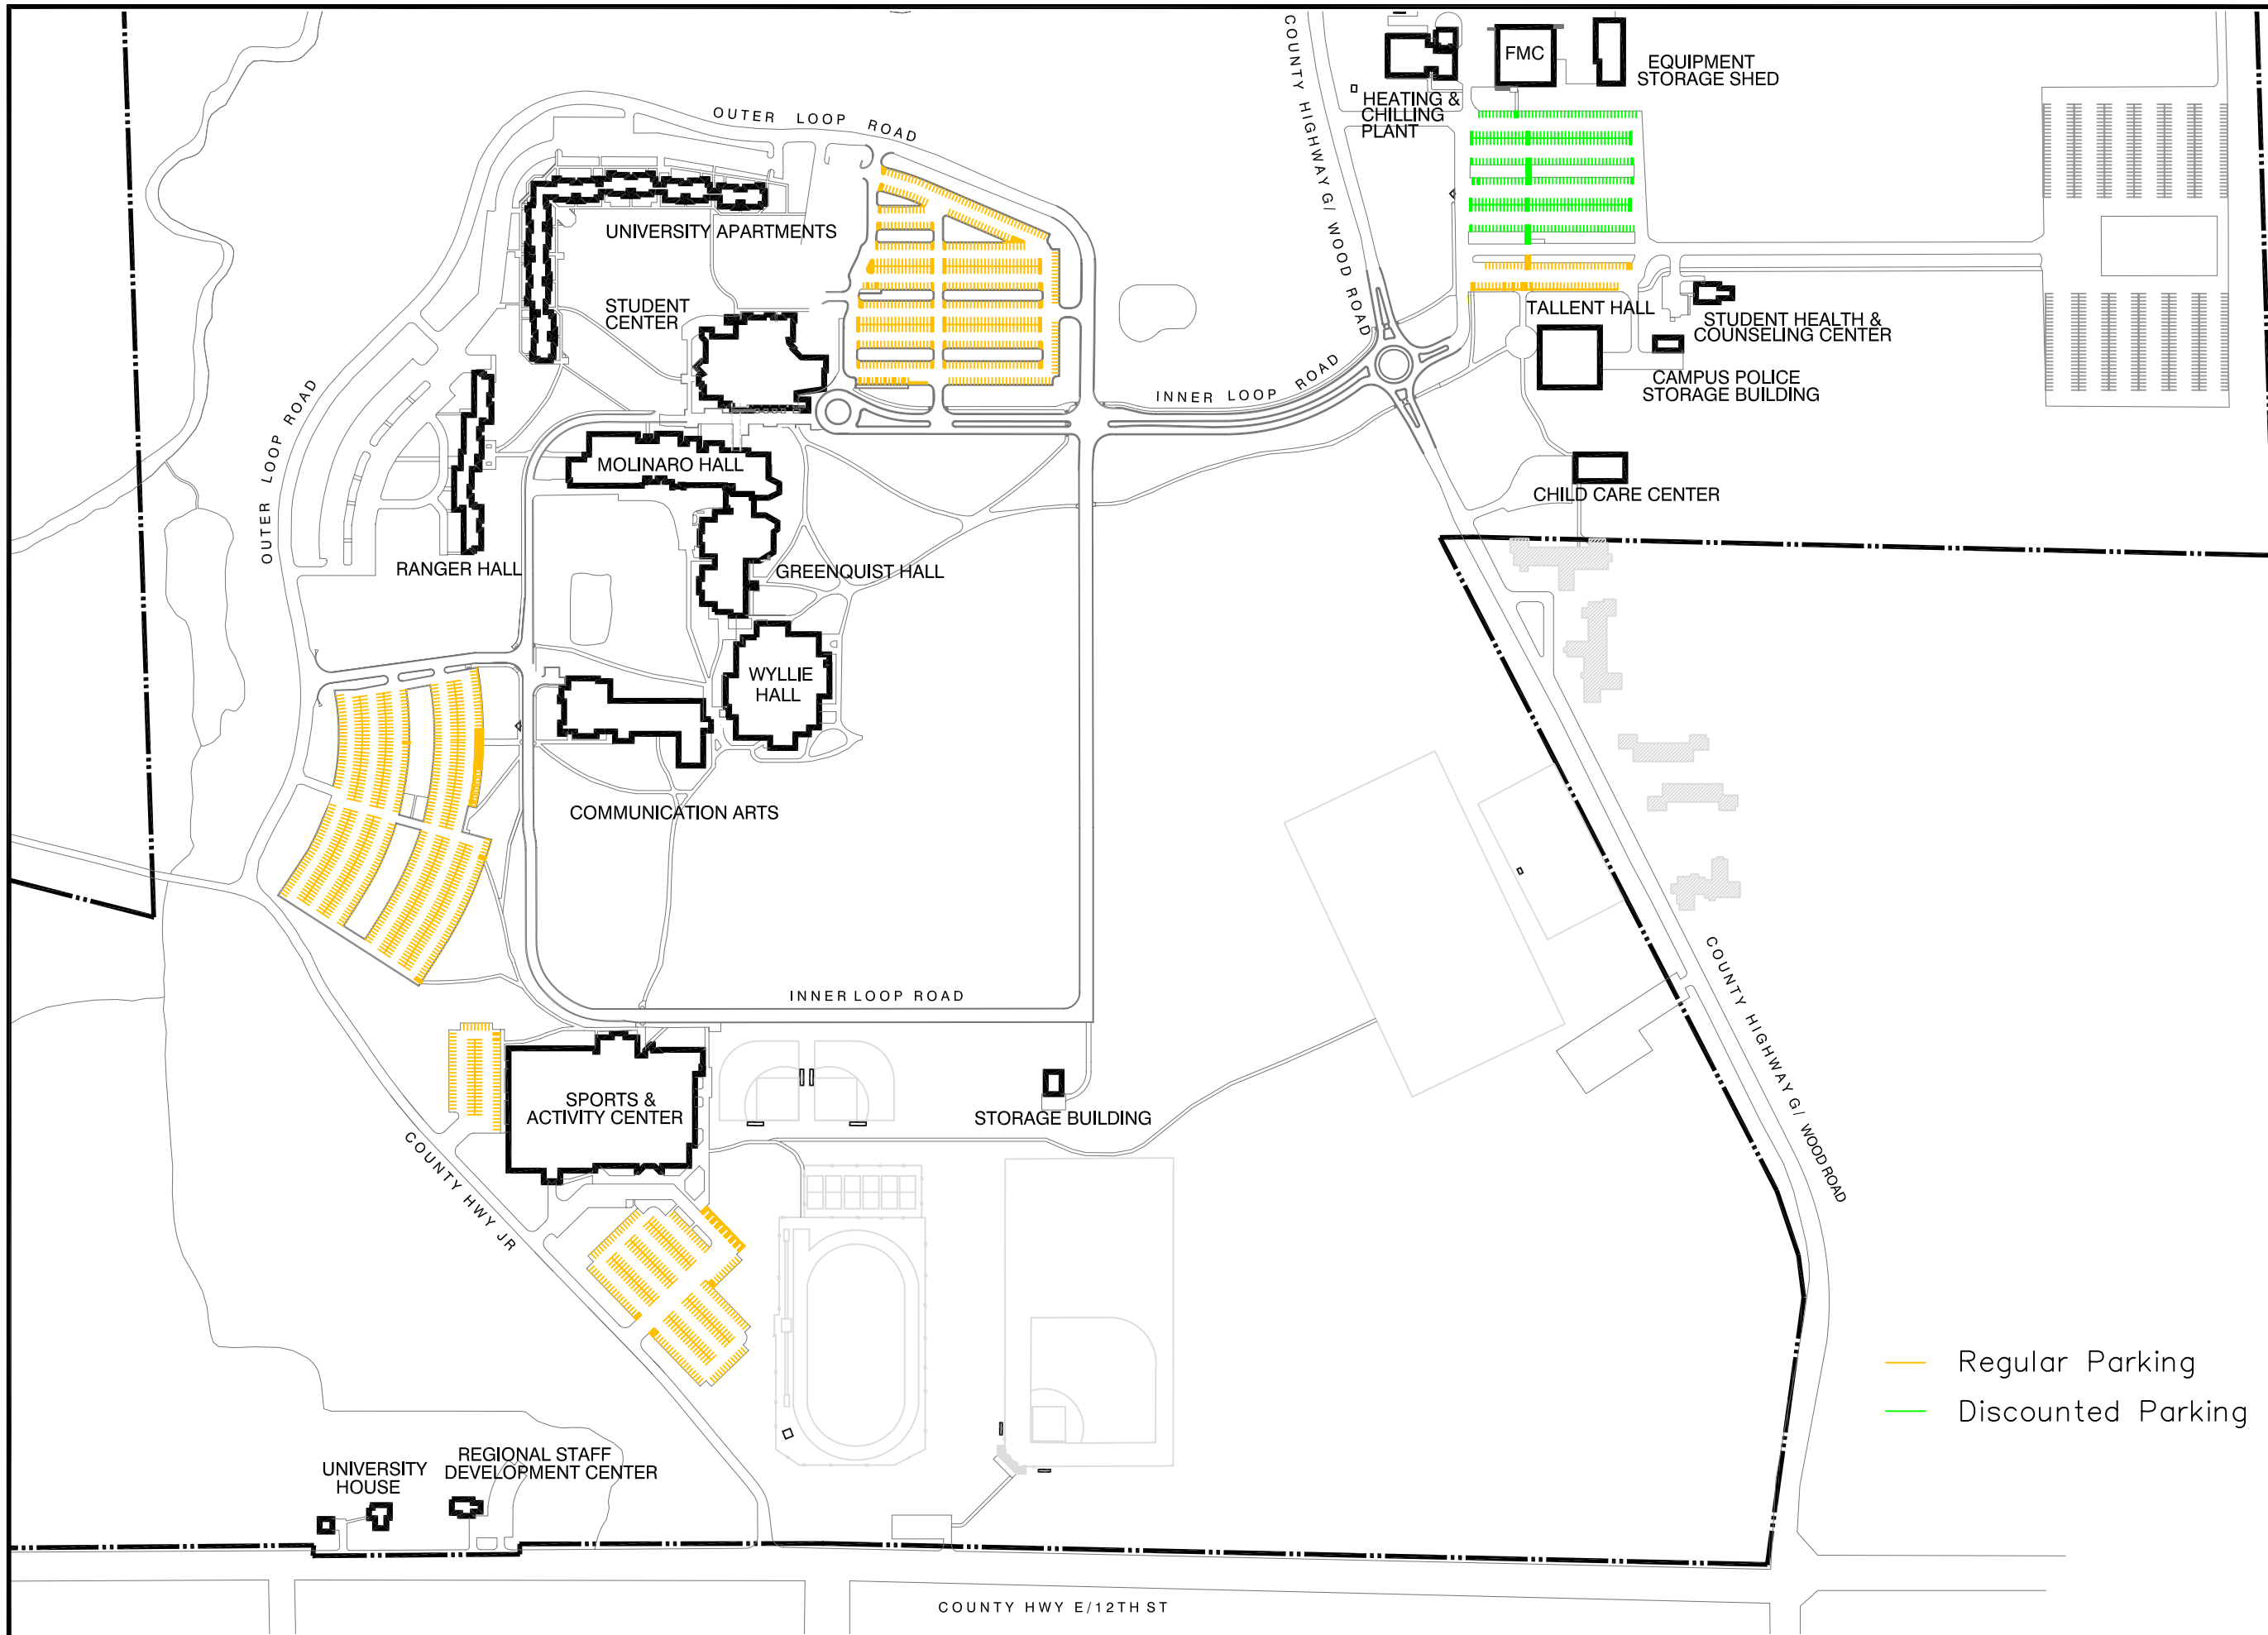 COUNTY HIGHWAY G/ WOOD ROAD
FMC
EQUIPMENT
STORAGE SHED
HEATING &
CHILLING
PLANT
OUTER LOOP ROAD
UNIVERSITY APARTMENTS
STUDENT
CENTER
TALLENT HALL
STUDENT HEALTH &
COUNSELING CENTER
CAMPUS POLICE
STORAGE BUILDING
INNER LOOP ROAD
OUTER LOOP ROAD
MOLINARO HALL
CHILD CARE CENTER
RANGER HALL
GREENQUIST HALL
WYLLIE
HALL
COMMUNICATION ARTS
INNER LOOP ROAD
COUNTY HIGHWAY G/ WOOD ROAD
SPORTS &
ACTIVITY CENTER
STORAGE BUILDING
COUNTY HWY JR
Regular Parking
Discounted Parking
UNIVERSITY
HOUSE
REGIONAL STAFF
DEVELOPMENT CENTER
COUNTY HWY E/12TH ST